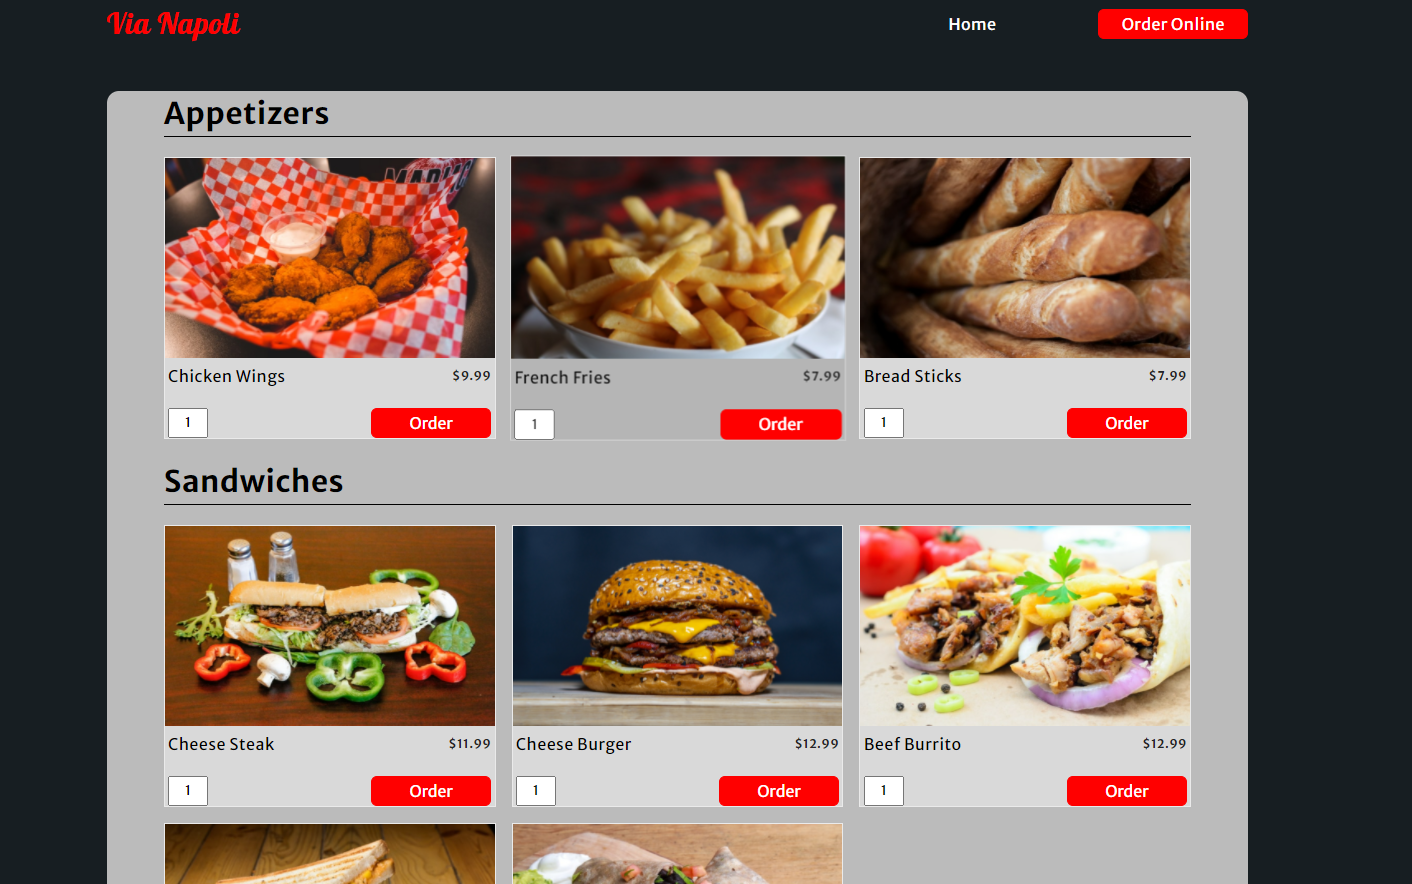 Via Napoli
Home
Order Online
Appetizers
Chicken Wings
$9.99
1
Order
French Fries
$7.99
1
Order
Bread Sticks
$7.99
1
Order
Sandwiches
Cheese Steak
$11.99
1
Order
Cheese Burger
$12.99
1
Order
Beef Burrito
$12.99
1
Order